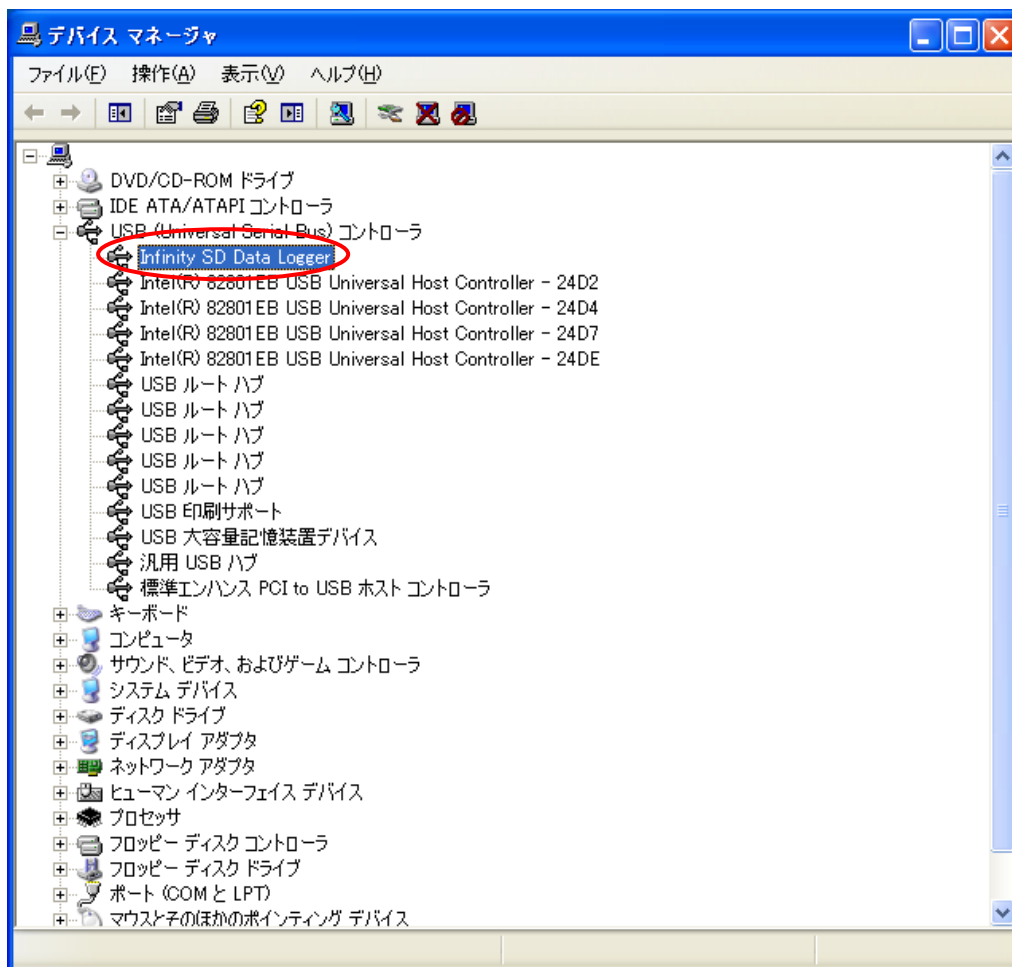 デバイス マネージャ
ファイル(F) 操作(A) 表示(V) ヘルプ(H)
DVD/CD-ROM ドライブ
IDE ATA/ATAPI コントローラ
USB (Universal Serial Bus) コントローラ
Infinity SD Data Logger
Intel(R) 82801EB USB Universal Host Controller - 24D2
Intel(R) 82801EB USB Universal Host Controller - 24D4
Intel(R) 82801EB USB Universal Host Controller - 24D7
Intel(R) 82801EB USB Universal Host Controller - 24DE
USB ルート ハブ
USB ルート ハブ
USB ルート ハブ
USB ルート ハブ
USB ルート ハブ
USB 印刷サポート
USB 大容量記憶装置デバイス
汎用 USB ハブ
標準エンハンス PCI to USB ホスト コントローラ
キーボード
コンピュータ
サウンド、ビデオ、およびゲーム コントローラ
システム デバイス
ディスク ドライブ
ディスプレイ アダプタ
ネットワーク アダプタ
ヒューマン インターフェイス デバイス
プロセッサ
フロッピー ディスク コントローラ
フロッピー ディスク ドライブ
ポート (COM と LPT)
マウスとそのほかのポインティング デバイス